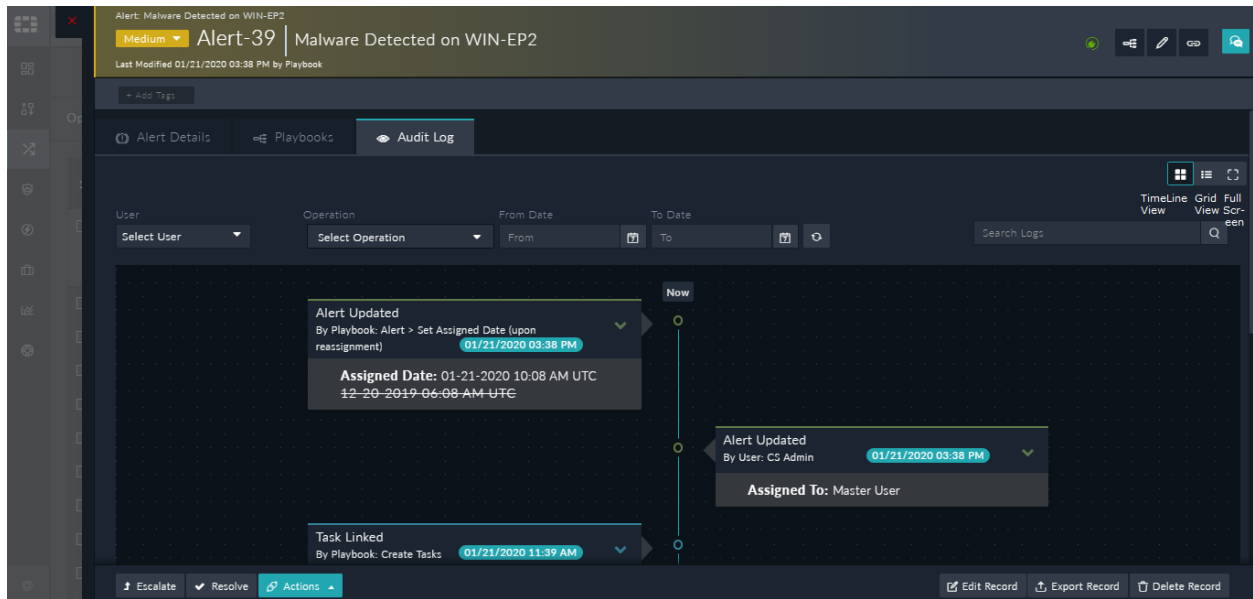 Alert: Malware Detected on WIN-EP2
Medium Alert-39 Malware Detected on WIN-EP2
Last Modified 01/21/2020 03:38 PM by Playbook
+ Add Tags
Op
Alert Details Playbooks Audit Log
TimeLine View Grid View Full Scr-een
User Operation From Date To Date
Select User Select Operation From To Search Logs
Now
Alert Updated
By Playbook: Alert > Set Assigned Date (upon
reassignment) 01/21/2020 03:38 PM
Assigned Date: 01-21-2020 10:08 AM UTC
12-20-2019 06:08 AM UTC
Alert Updated
By User: CS Admin 01/21/2020 03:38 PM
Assigned To: Master User
Task Linked
By Playbook: Create Tasks 01/21/2020 11:39 AM
Escalate Resolve Actions Edit Record Export Record Delete Record